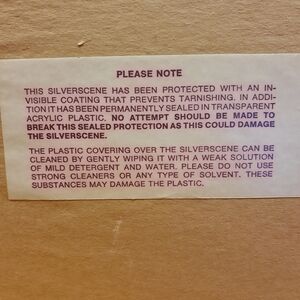 PLEASE NOTE
THIS SILVERSCENE HAS BEEN PROTECTED WITH AN IN-
VISIBLE COATING THAT PREVENTS TARNISHING. IN ADDI-
TION IT HAS BEEN PERMANENTLY SEALED IN TRANSPARENT
ACRYLIC PLASTIC. NO ATTEMPT SHOULD BE MADE TO
BREAK THIS SEALED PROTECTION AS THIS COULD DAMAGE
THE SILVERSCENE.
THE PLASTIC COVERING OVER THE SILVERSCENE CAN BE
CLEANED BY GENTLY WIPING IT WITH A WEAK SOLUTION
OF MILD DETERGENT AND WATER. PLEASE DO NOT USE
STRONG CLEANERS OR ANY TYPE OF SOLVENT. THESE
SUBSTANCES MAY DAMAGE THE PLASTIC.